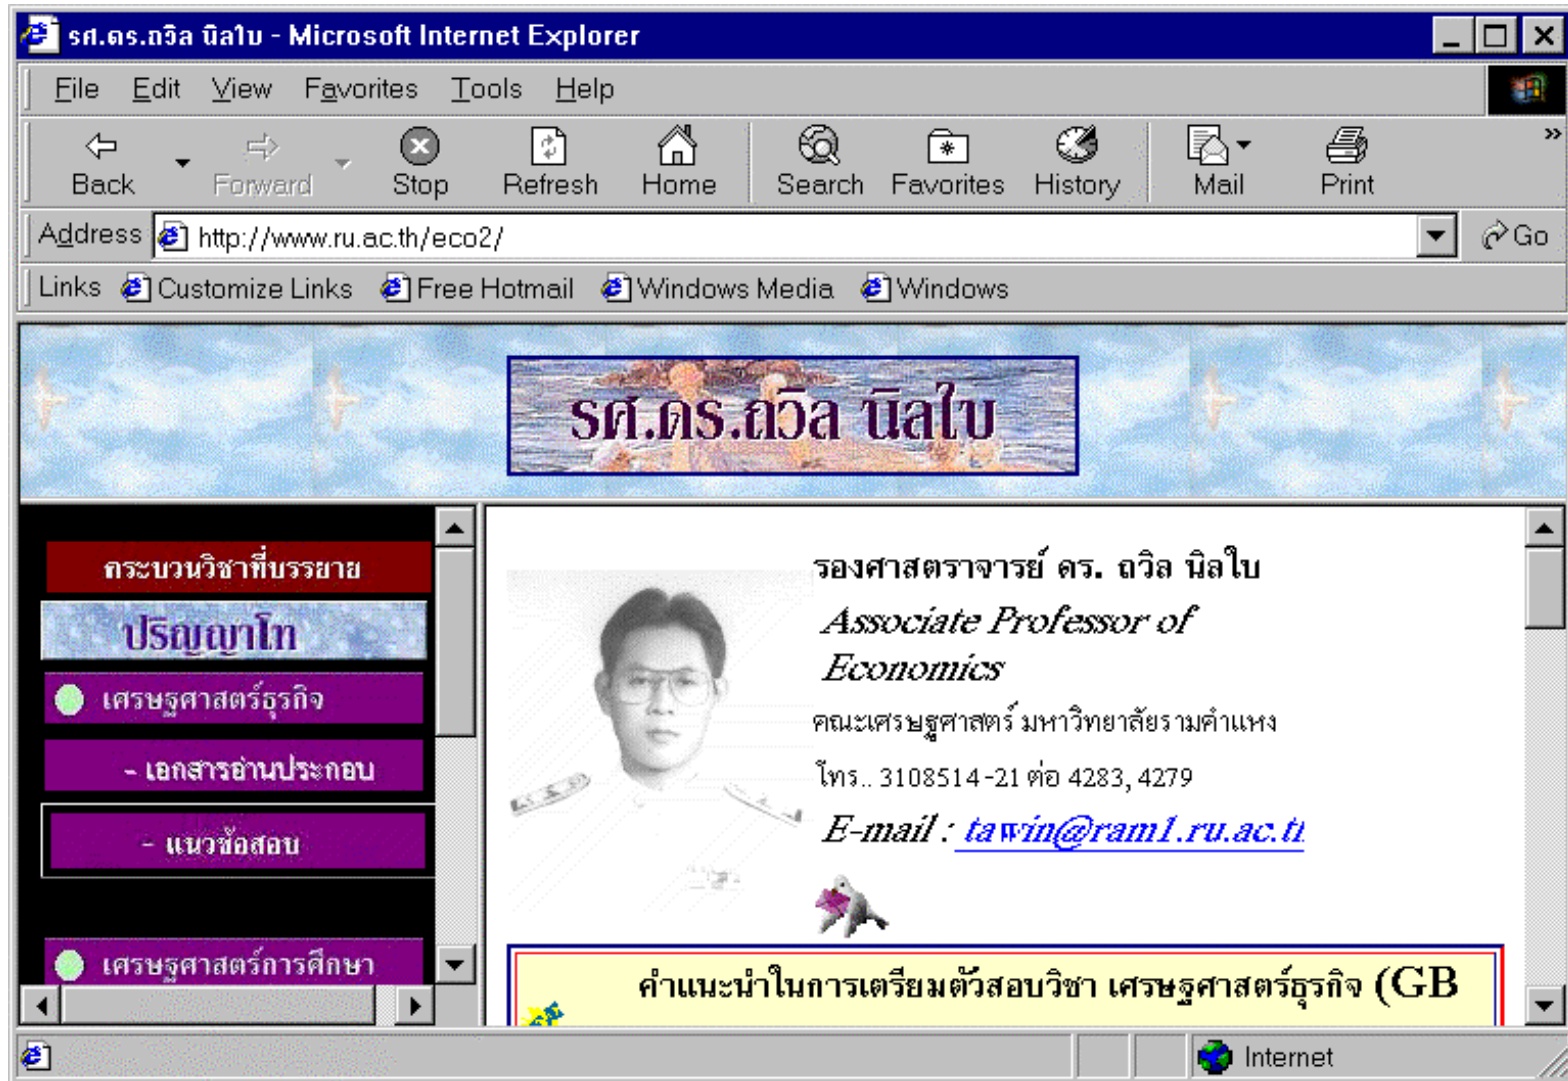 รศ.ดร.ถวิล นิลใบ - Microsoft Internet Explorer
File Edit View Favorites Tools Help
Back Forward Stop Refresh Home Search Favorites History Mail Print »
Address http://www.ru.ac.th/eco2/ Go
Links Customize Links Free Hotmail Windows Media Windows
รศ.ดร.ถวิล นิลใบ
กระบวนวิชาที่บรรยาย
ปริญญาโท
เศรษฐศาสตร์ธุรกิจ
- เอกสารอ่านประกอบ
- แนวข้อสอบ
เศรษฐศาสตร์การศึกษา
รองศาสตราจารย์ ดร. ถวิล นิลใบ
Associate Professor of
Economics
คณะเศรษฐศาสตร์ มหาวิทยาลัยรามคำแหง
โทร.. 3108514-21 ต่อ 4283, 4279
E-mail : tawin@ram1.ru.ac.th
คำแนะนำในการเตรียมตัวสอบวิชา เศรษฐศาสตร์ธุรกิจ (GB
Internet